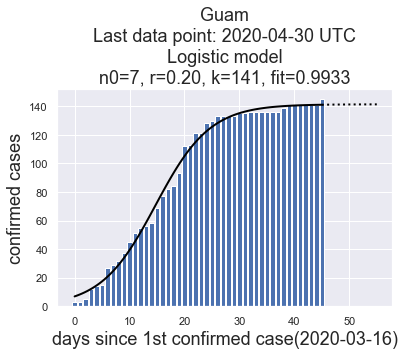 Guam
Last data point: 2020-04-30 UTC
Logistic model
n0=7, r=0.20, k=141, fit=0.9933
confirmed cases
140
120
100
80
60
40
20
0
0 10 20 30 40 50
days since 1st confirmed case(2020-03-16)